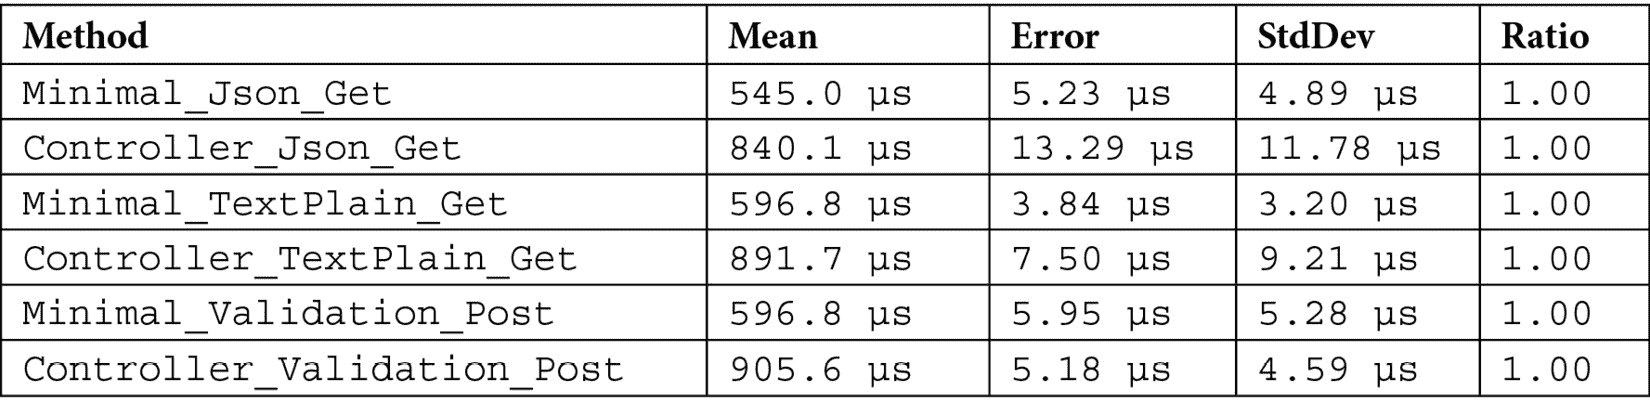 Method Mean Error StdDev Ratio
Minimal_Json_Get 545.0 µs 5.23 µs 4.89 µs 1.00
Controller_Json_Get 840.1 µs 13.29 µs 11.78 µs 1.00
Minimal_TextPlain_Get 596.8 µs 3.84 µs 3.20 µs 1.00
Controller_TextPlain_Get 891.7 µs 7.50 µs 9.21 µs 1.00
Minimal_Validation_Post 596.8 µs 5.95 µs 5.28 µs 1.00
Controller_Validation_Post 905.6 µs 5.18 µs 4.59 µs 1.00